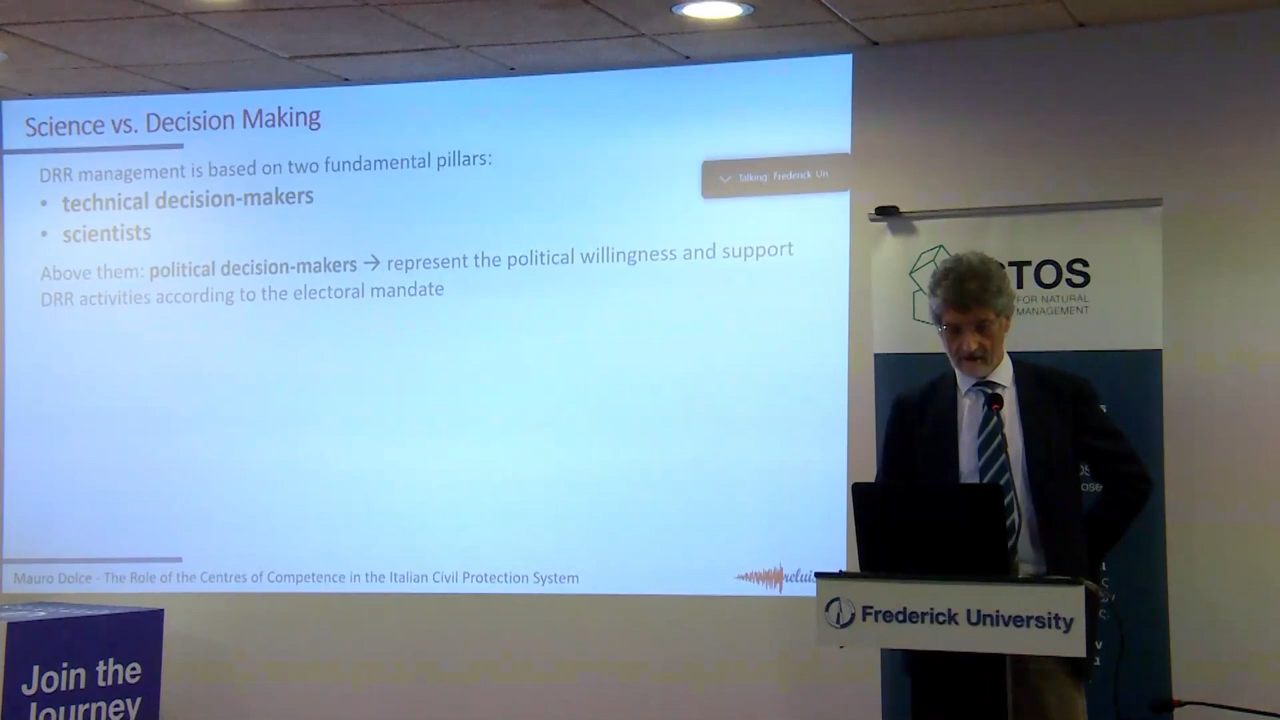 Science vs. Decision Making
DRR management is based on two fundamental pillars:
• technical decision-makers
• scientists
Above them: political decision-makers → represent the political willingness and support
DRR activities according to the electoral mandate
Talking: Frederick Un
Mauro Dolce - The Role of the Centres of Competence in the Italian Civil Protection System
reluis
TOS
FOR NATURAL
MANAGEMENT
Frederick University
Join the
Journey